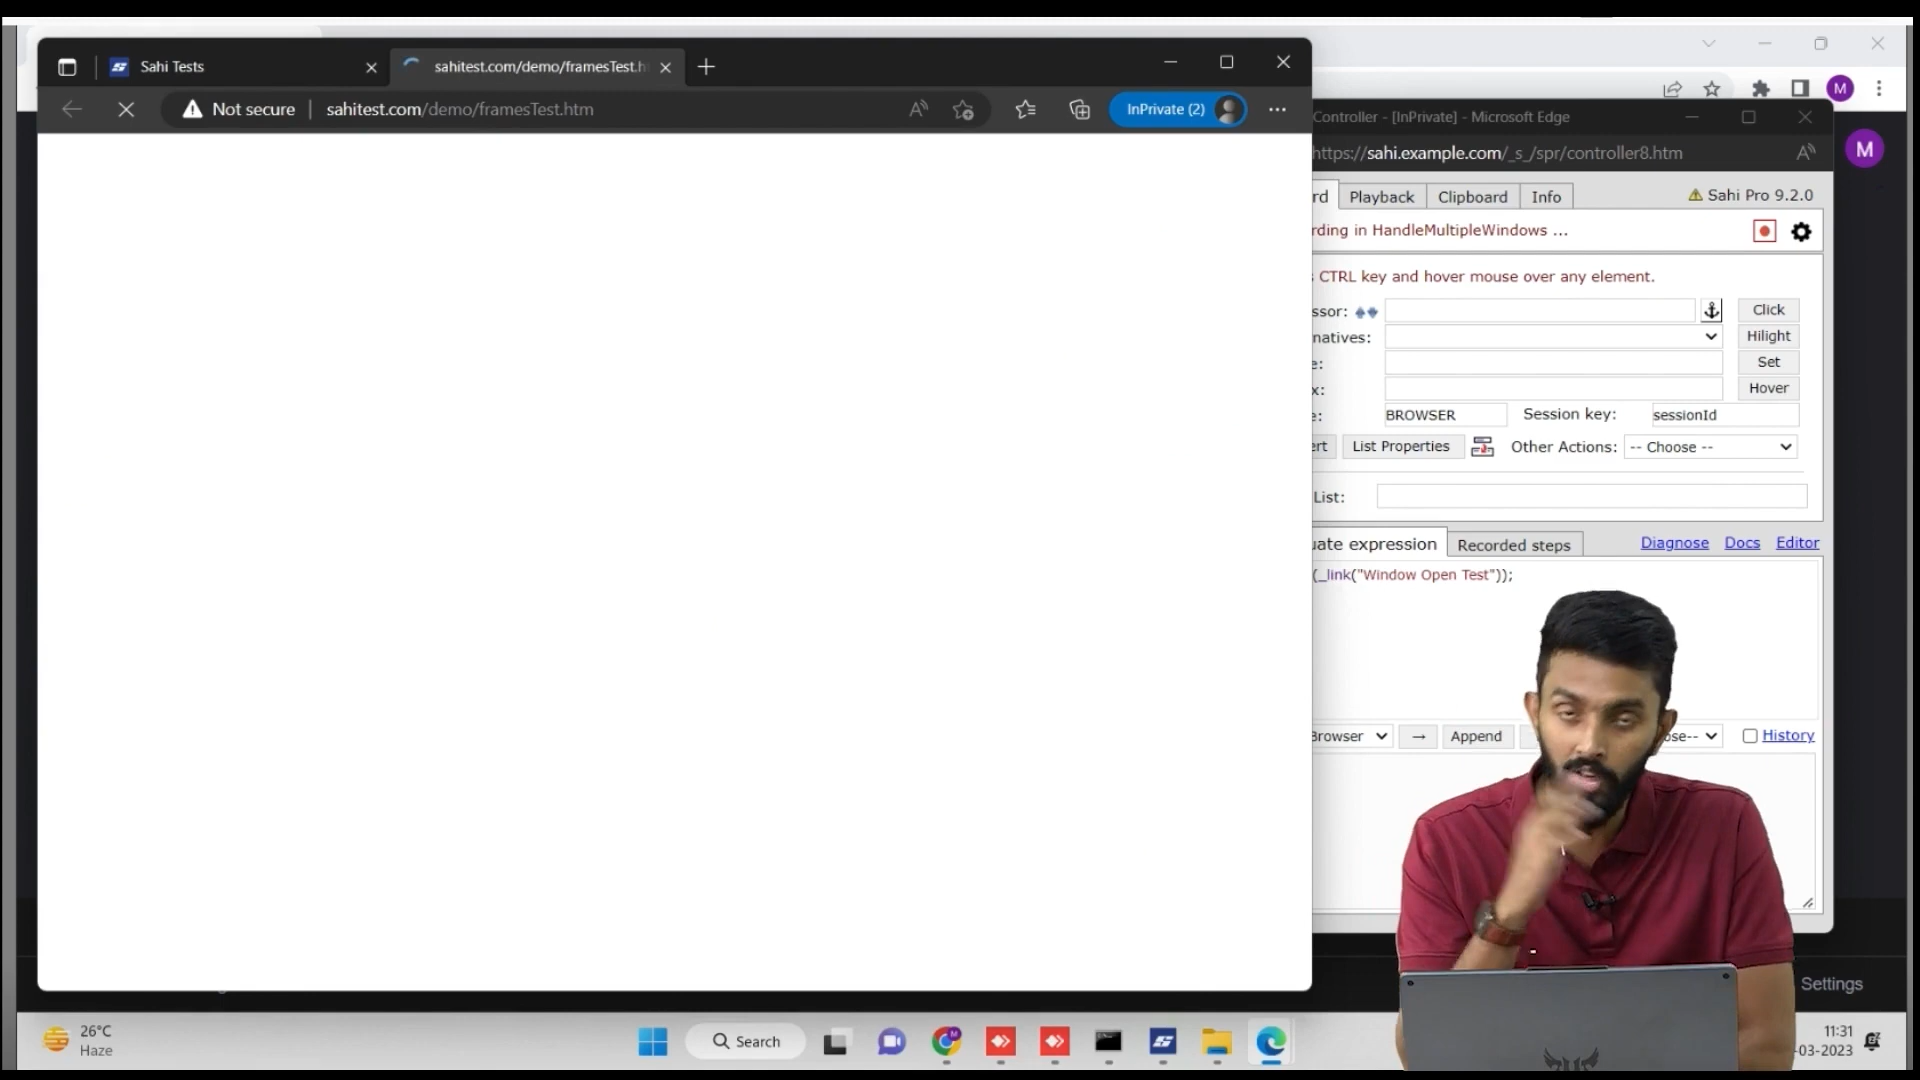 Sahi Tests
sahitest.com/demo/framesTest.h
Not secure
sahitest.com/demo/framesTest.htm
InPrivate (2)
Controller - [InPrivate] - Microsoft Edge
https://sahi.example.com/_s_/spr/controller8.htm
M
M
rd
Playback
Clipboard
Info
Sahi Pro 9.2.0
rding in HandleMultipleWindows ...
CTRL key and hover mouse over any element.
ssor:
Click
natives:
Hilight
e:
Set
x:
Hover
e:
BROWSER
Session key:
sessionId
ert
List Properties
Other Actions:
-- Choose --
List:
uate expression
Recorded steps
Diagnose
Docs
Editor
(_link("Window Open Test"));
Browser
→
Append
ose--
History
Settings
26°C
Haze
Search
11:31
-03-2023